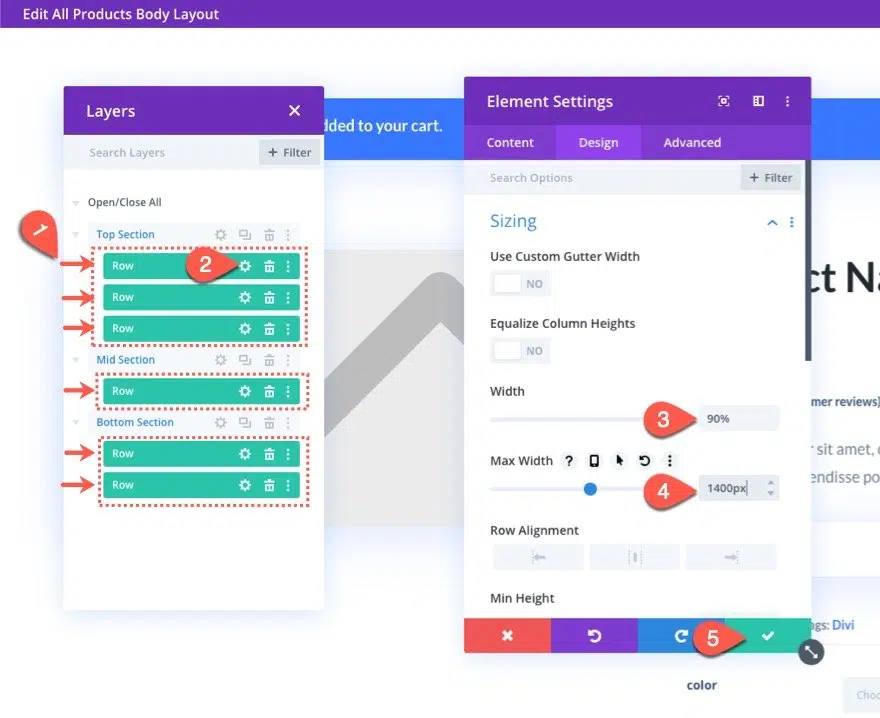 Edit All Products Body Layout
Layers
Search Layers
+ Filter
Open/Close All
1
Top Section
Row
2
Row
Row
Mid Section
Row
Bottom Section
Row
Row
dded to your cart.
Element Settings
Content Design Advanced
Search Options
+ Filter
Sizing
Use Custom Gutter Width
NO
Equalize Column Heights
NO
Width
3
90%
Max Width ?
4
1400px
Row Alignment
Min Height
5
ct Na
mer reviews)
sit amet, c
endisse po
gs: Divi
color
Choo